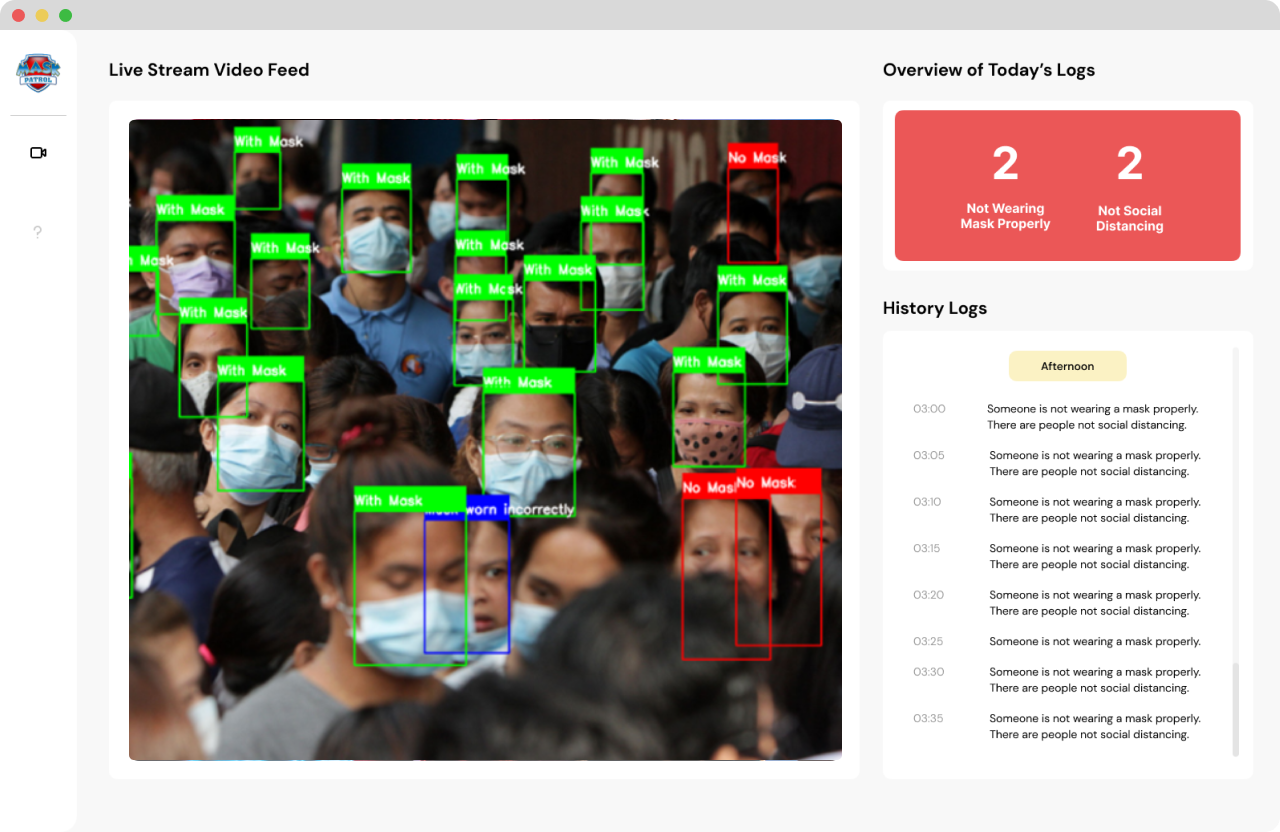 MASK
PATROL
?
Live Stream Video Feed
With Mask
With Mask
With Mask
With Mask
No Mask
With Mask
With Mask
With Mask
With Mask
Mask
With Mask
With Mask
With Mask
With Mask
With Mask
With Mask
With Mask
No Mask
No Mask
With Mask
worn incorrectly
Overview of Today’s Logs
2
2
Not Wearing
Mask Properly
Not Social
Distancing
History Logs
Afternoon
03:00 Someone is not wearing a mask properly.
There are people not social distancing.
03:05 Someone is not wearing a mask properly.
There are people not social distancing.
03:10 Someone is not wearing a mask properly.
There are people not social distancing.
03:15 Someone is not wearing a mask properly.
There are people not social distancing.
03:20 Someone is not wearing a mask properly.
There are people not social distancing.
03:25 Someone is not wearing a mask properly.
03:30 Someone is not wearing a mask properly.
There are people not social distancing.
03:35 Someone is not wearing a mask properly.
There are people not social distancing.